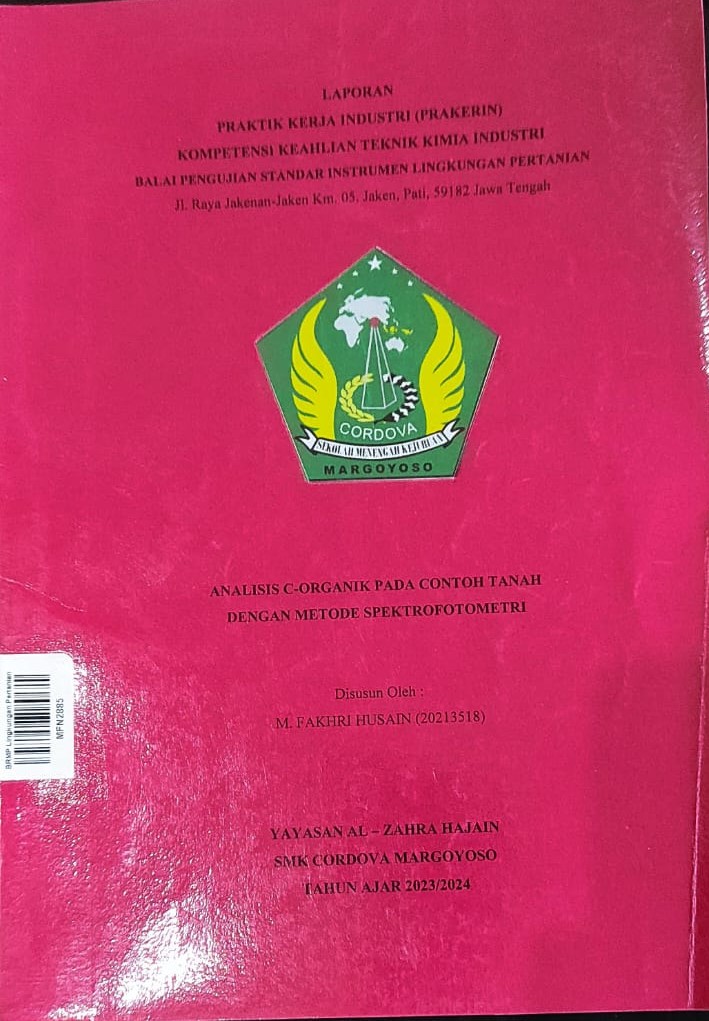 LAPORAN
PRAKTIK KERJA INDUSTRI (PRAKERIN)
KOMPETENSI KEAHLIAN TEKNIK KIMIA INDUSTRI
BALAI PENGUJIAN STANDAR INSTRUMEN LINGKUNGAN PERTANIAN
Jl. Raya Jakenan-Jaken Km. 05. Jaken, Pati, 59182 Jawa Tengah
CORDOVA
SEKOLAH MENENGAH KEJURUAN
MARGOYOSO
ANALISIS C-ORGANIK PADA CONTOH TANAH
DENGAN METODE SPEKTROFOTOMETRI
Disusun Oleh :
M. FAKHRI HUSAIN (20213518)
BRMP Lingkungan Pertanian
MFN2885
YAYASAN AL – ZAHRA HAJAIN
SMK CORDOVA MARGOYOSO
TAHUN AJAR 2023/2024